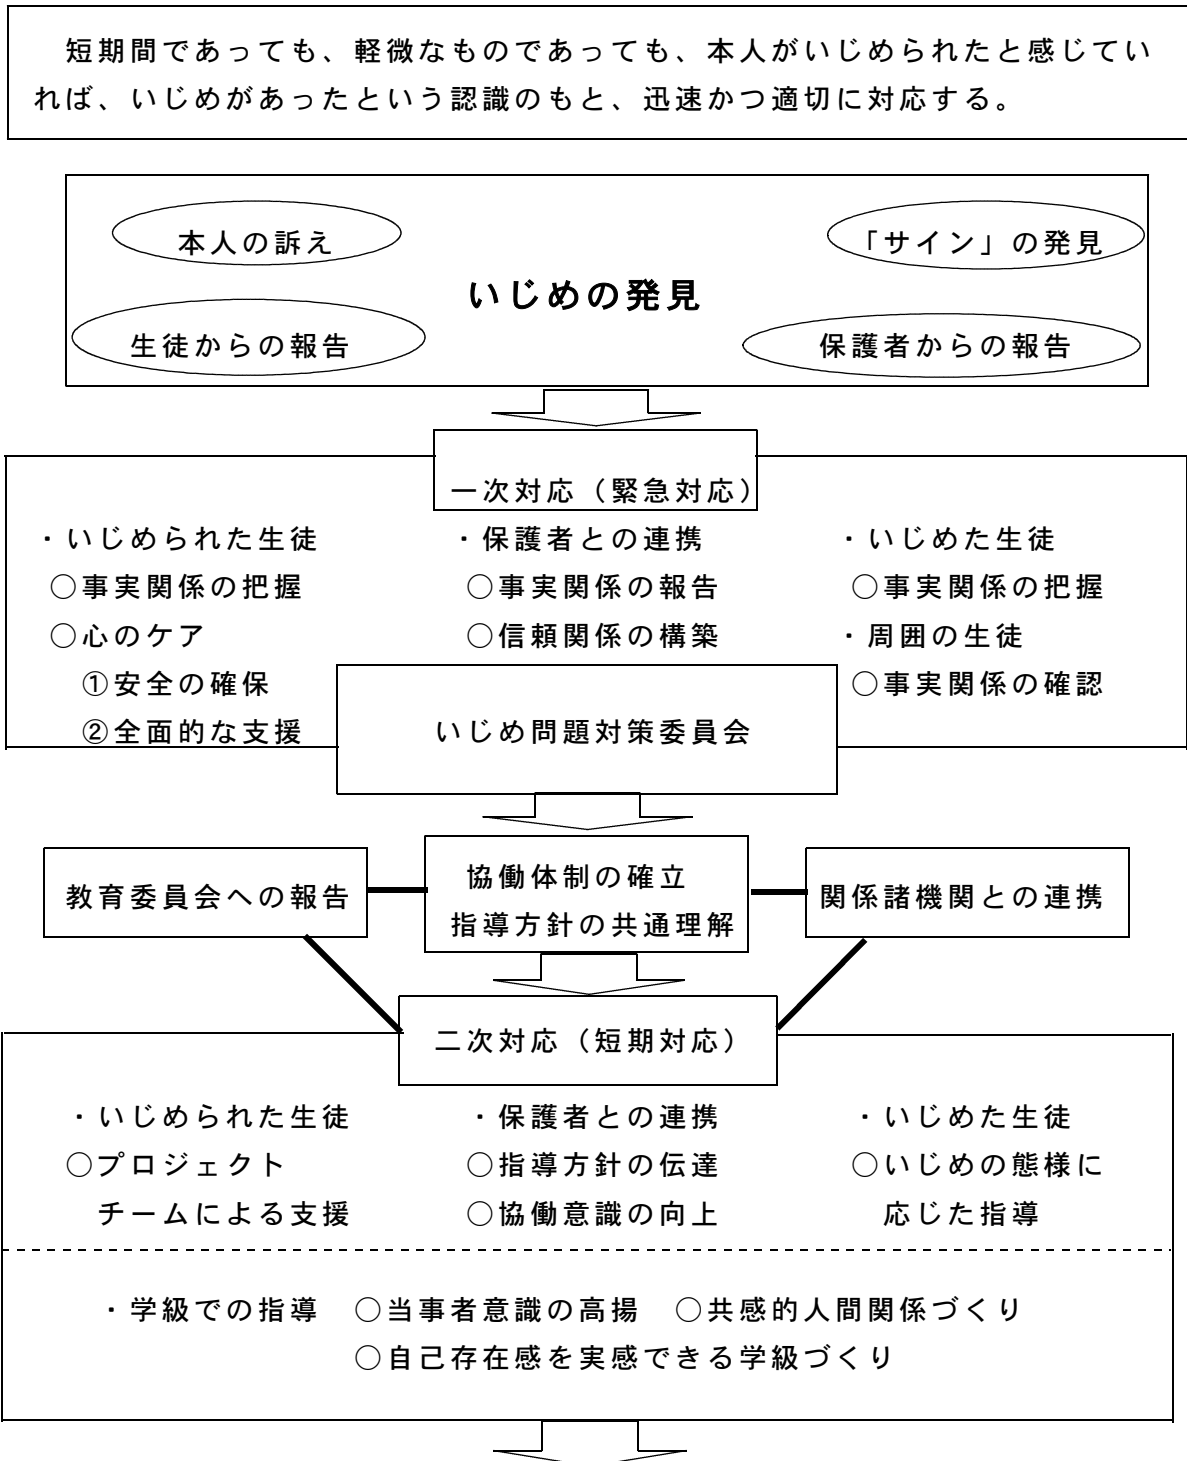 短期間であっても、軽微なものであっても、本人がいじめられたと感じてい
れば、いじめがあったという認識のもと、迅速かつ適切に対応する。
本人の訴え
「サイン」の発見
いじめの発見
生徒からの報告
保護者からの報告
一次対応（緊急対応）
・いじめられた生徒
○事実関係の把握
○心のケア
①安全の確保
②全面的な支援
・保護者との連携
○事実関係の報告
○信頼関係の構築
・いじめた生徒
○事実関係の把握
・周囲の生徒
○事実関係の確認
いじめ問題対策委員会
教育委員会への報告
協働体制の確立
指導方針の共通理解
関係諸機関との連携
二次対応（短期対応）
・いじめられた生徒
○プロジェクト
チームによる支援
・保護者との連携
○指導方針の伝達
○協働意識の向上
・いじめた生徒
○いじめの態様に
応じた指導
・学級での指導　○当事者意識の高揚　○共感的人間関係づくり
○自己存在感を実感できる学級づくり